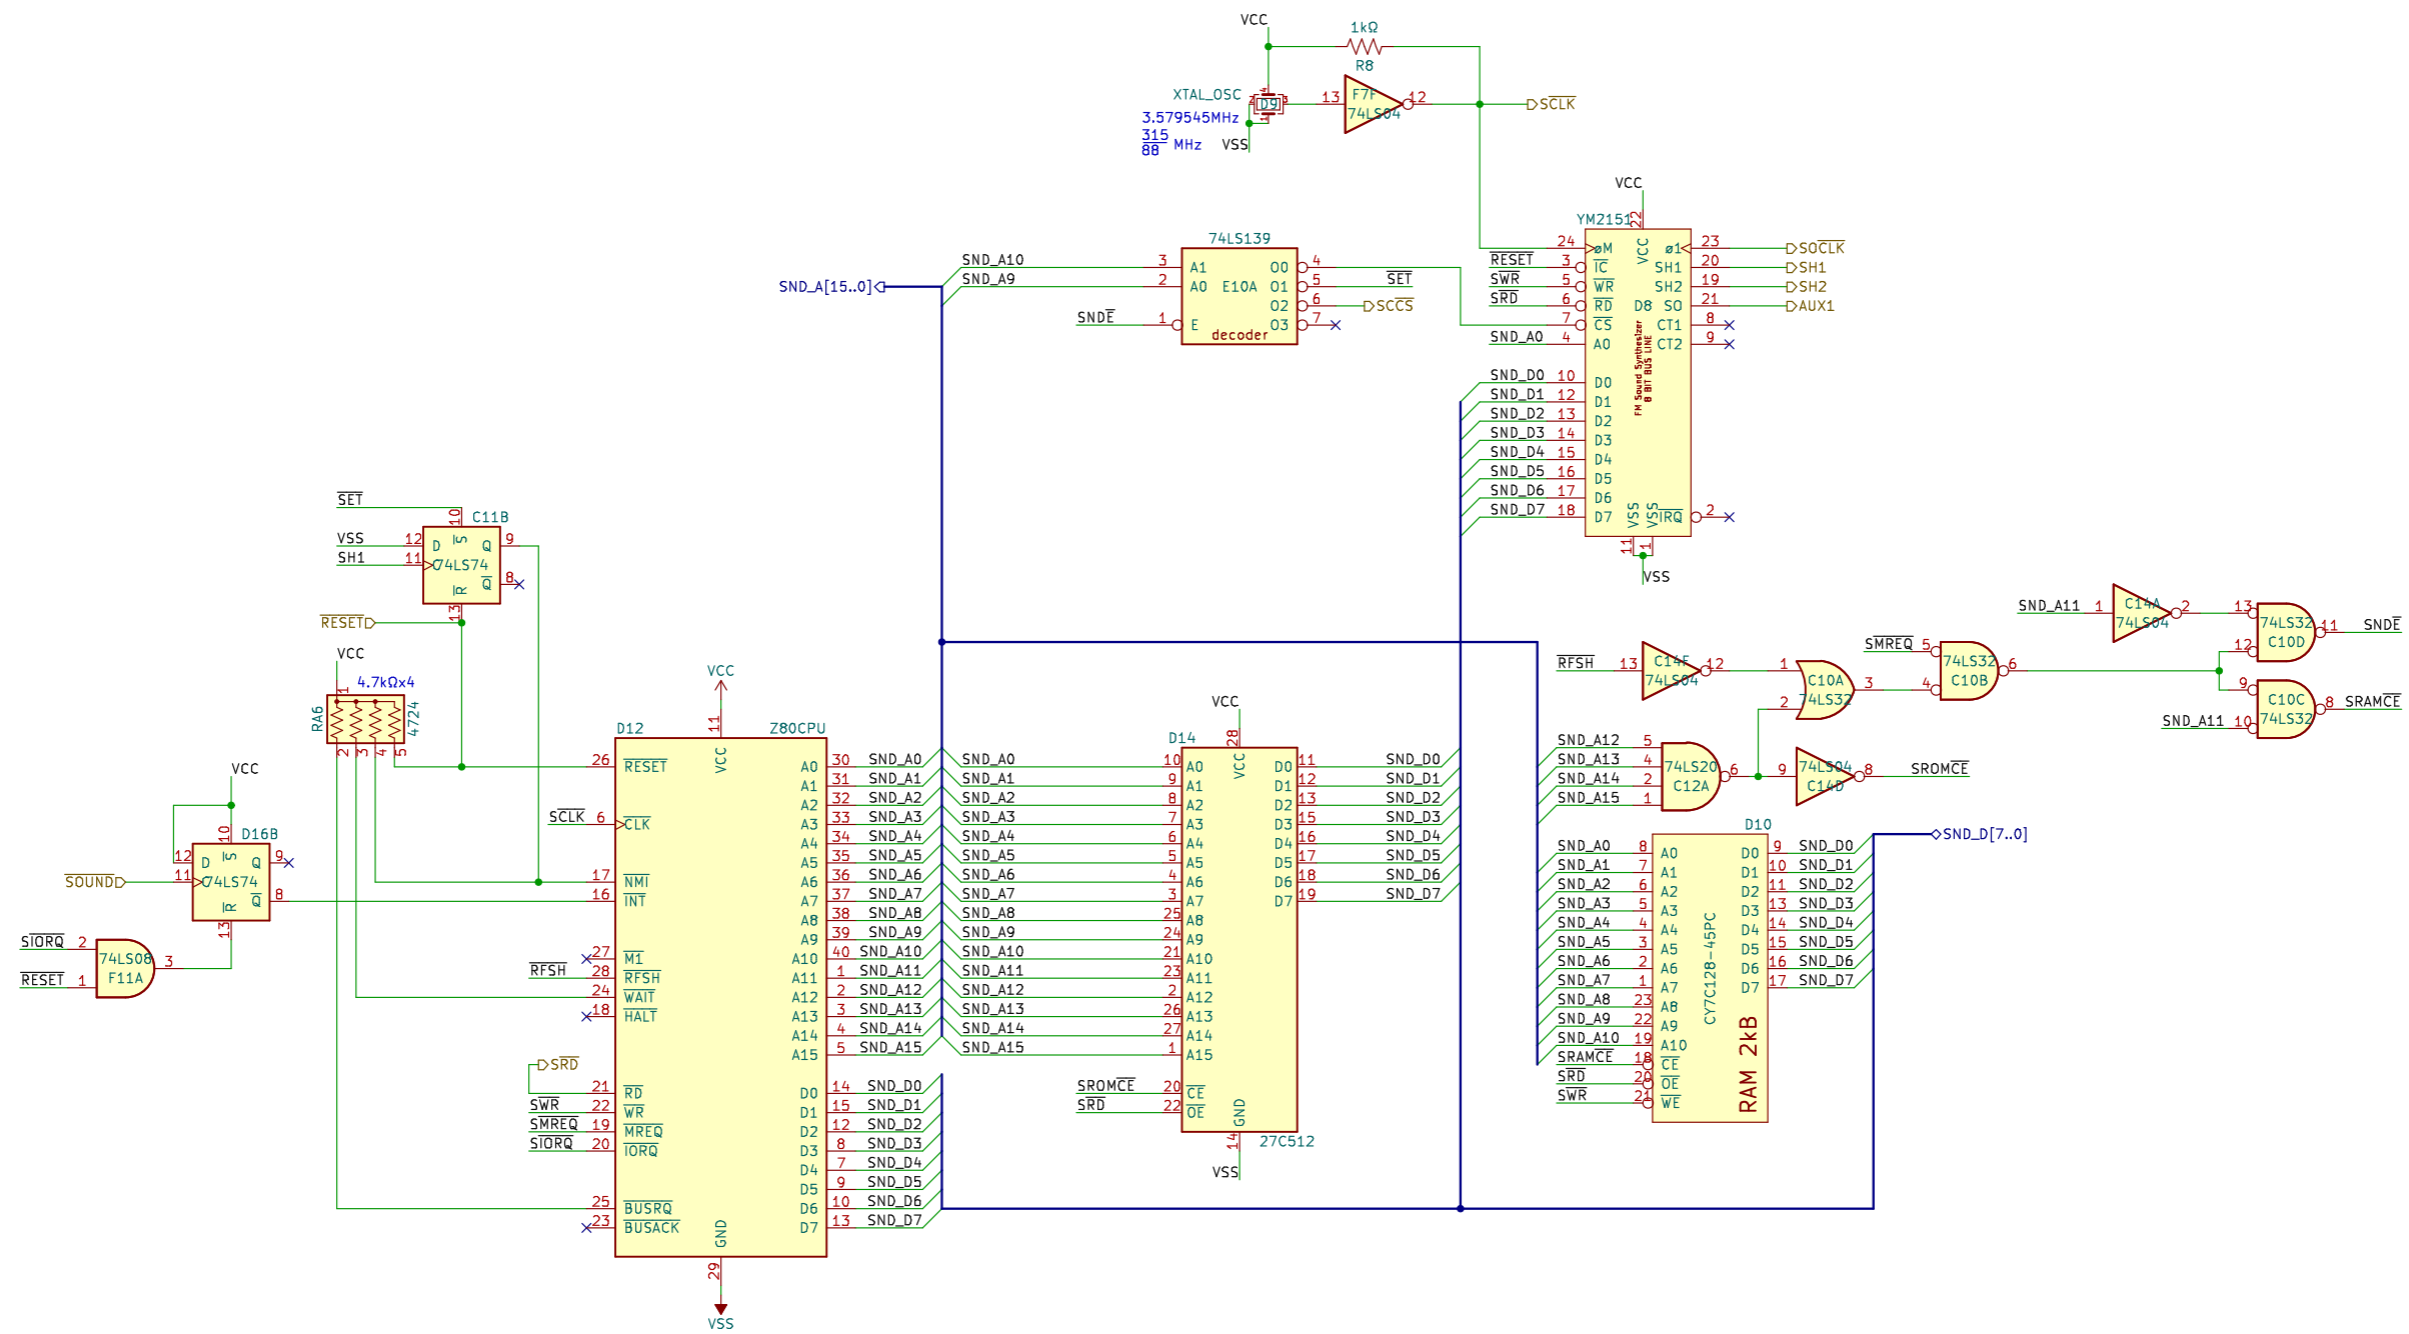 VCC
1kΩ
R8
XTAL_OSC
4
2 D9 3
1
3.579545MHz
315
88 MHz
VSS
13 F7F 12
74LS04
SCLK
VCC
YM2151
22
24 øM VCC ø1 23 SOCLK
RESET 3 IC SH1 20 SH1
SWR 5 WR SH2 19 SH2
SRD 6 RD D8 SO 21 AUX1
7 CS CT1 8
SND_A0 4 A0 CT2 9
FM Sound Synthesizer
8 BIT BUS LINE
SND_D0 10 D0
SND_D1 12 D1
SND_D2 13 D2
SND_D3 14 D3
SND_D4 15 D4
SND_D5 16 D5
SND_D6 17 D6
SND_D7 18 D7 VSS VSS IRQ 2
11 1
VSS
74LS139
SND_A[15..0]
SND_A10 3 A1 O0 4
SND_A9 2 A0 E10A O1 5 SET
O2 6 SCCS
SNDE 1 E O3 7
decoder
SET
10 C11B
VSS 12 D S Q 9
SH1 11 C 74LS74
R Q 8
13
RESET
VCC
1 4.7kΩx4
RA6 4724
2 3 4 5
VCC
10 D16B
12 D S Q 9
SOUND 11 C 74LS74
R Q 8
13
SIORQ 2 74LS08 3
RESET 1 F11A
VCC
D12 11 Z80CPU
VCC
26 RESET
SCLK 6 CLK
17 NMI
16 INT
27 M1
RFSH 28 RFSH
24 WAIT
18 HALT
SRD
21 RD
SWR 22 WR
SMREQ 19 MREQ
SIORQ 20 IORQ
25 BUSRQ
23 BUSACK
GND
29
VSS
A0 30 SND_A0
A1 31 SND_A1
A2 32 SND_A2
A3 33 SND_A3
A4 34 SND_A4
A5 35 SND_A5
A6 36 SND_A6
A7 37 SND_A7
A8 38 SND_A8
A9 39 SND_A9
A10 40 SND_A10
A11 1 SND_A11
A12 2 SND_A12
A13 3 SND_A13
A14 4 SND_A14
A15 5 SND_A15
D0 14 SND_D0
D1 15 SND_D1
D2 12 SND_D2
D3 8 SND_D3
D4 7 SND_D4
D5 9 SND_D5
D6 10 SND_D6
D7 13 SND_D7
VCC
D14 28
VCC
SND_A0 10 A0 D0 11 SND_D0
SND_A1 9 A1 D1 12 SND_D1
SND_A2 8 A2 D2 13 SND_D2
SND_A3 7 A3 D3 15 SND_D3
SND_A4 6 A4 D4 16 SND_D4
SND_A5 5 A5 D5 17 SND_D5
SND_A6 4 A6 D6 18 SND_D6
SND_A7 3 A7 D7 19 SND_D7
SND_A8 25 A8
SND_A9 24 A9
SND_A10 21 A10
SND_A11 23 A11
SND_A12 2 A12
SND_A13 26 A13
SND_A14 27 A14
SND_A15 1 A15
SROMCE 20 CE
SRD 22 OE
GND
14 27C512
VSS
RFSH 13 C14F 12
74LS04
1 C10A 3
2 74LS32
SMREQ 5 74LS32 6
4 C10B
SND_A11 1 C14A 2
74LS04
13 74LS32 11 SNDE
12 C10D
9 C10C 8 SRAMCE
SND_A11 10 74LS32
SND_A12 5
SND_A13 4 74LS20 6
SND_A14 2 C12A
SND_A15 1
9 74LS04 8 SROMCE
C14D
D10
SND_D[7..0]
SND_A0 8 A0 D0 9 SND_D0
SND_A1 7 A1 D1 10 SND_D1
SND_A2 6 A2 D2 11 SND_D2
SND_A3 5 A3 D3 13 SND_D3
SND_A4 4 A4 D4 14 SND_D4
SND_A5 3 A5 D5 15 SND_D5
SND_A6 2 A6 D6 16 SND_D6
SND_A7 1 A7 D7 17 SND_D7
SND_A8 23 A8
SND_A9 22 A9
SND_A10 19 A10
SRAMCE 18 CE
SRD 20 OE
SWR 21 WE
CY7C128-45PC
RAM 2kB